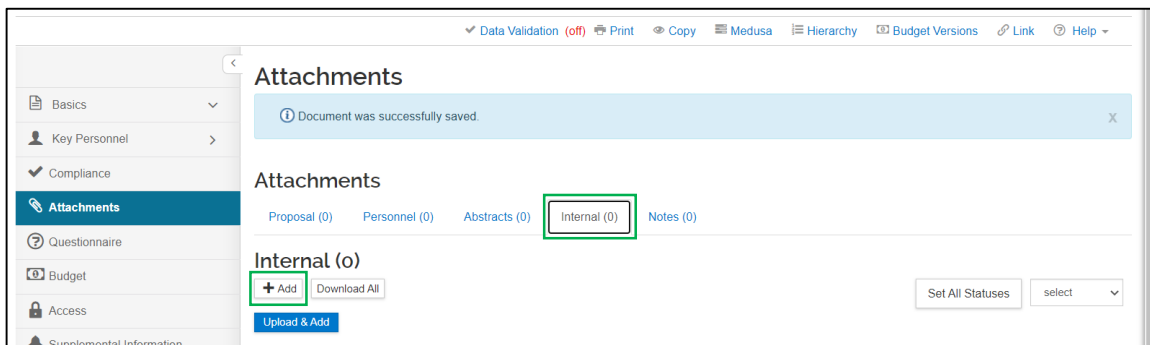 Data Validation (off) Print Copy Medusa Hierarchy Budget Versions Link Help
Attachments
Document was successfully saved. X
Basics
Key Personnel
Compliance
Attachments
Questionnaire
Budget
Access
Supplemental Information
Attachments
Proposal (0) Personnel (0) Abstracts (0) Internal (0) Notes (0)
Internal (0)
+ Add Download All Set All Statuses select
Upload & Add